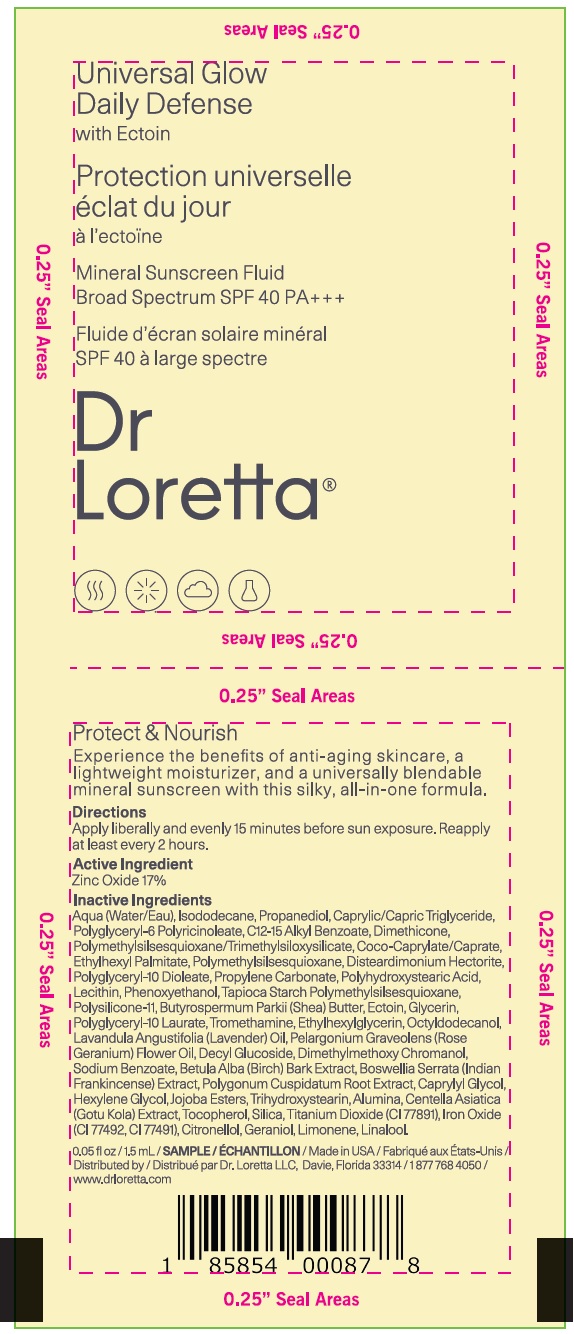 0.25" Seal Areas
Universal Glow
Daily Defense
with Ectoin
Protection universelle
éclat du jour
à l'ectoïne
Mineral Sunscreen Fluid
Broad Spectrum SPF 40 PA+++
Fluide d'écran solaire minéral
SPF 40 à large spectre
Dr
Loretta®
0.25" Seal Areas
0.25" Seal Areas
0.25" Seal Areas
0.25" Seal Areas
Protect & Nourish
Experience the benefits of anti-aging skincare, a
lightweight moisturizer, and a universally blendable
mineral sunscreen with this silky, all-in-one formula.
Directions
Apply liberally and evenly 15 minutes before sun exposure. Reapply
at least every 2 hours.
Active Ingredient
Zinc Oxide 17%
Inactive Ingredients
Aqua (Water/Eau), Isododecane, Propanediol, Caprylic/Capric Triglyceride,
Polyglyceryl-6 Polyricinoleate, C12-15 Alkyl Benzoate, Dimethicone,
Polymethylsilsesquioxane/Trimethylsiloxysilicate, Coco-Caprylate/Caprate,
Ethylhexyl Palmitate, Polymethylsilsesquioxane, Disteardimonium Hectorite,
Polyglyceryl-10 Dioleate, Propylene Carbonate, Polyhydroxystearic Acid,
Lecithin, Phenoxyethanol, Tapioca Starch Polymethylsilsesquioxane,
Polysilicone-11, Butyrospermum Parkii (Shea) Butter, Ectoin, Glycerin,
Polyglyceryl-10 Laurate, Tromethamine, Ethylhexylglycerin, Octyldodecanol,
Lavandula Angustifolia (Lavender) Oil, Pelargonium Graveolens (Rose
Geranium) Flower Oil, Decyl Glucoside, Dimethylmethoxy Chromanol,
Sodium Benzoate, Betula Alba (Birch) Bark Extract, Boswellia Serrata (Indian
Frankincense) Extract, Polygonum Cuspidatum Root Extract, Caprylyl Glycol,
Hexylene Glycol, Jojoba Esters, Trihydroxystearin, Alumina, Centella Asiatica
(Gotu Kola) Extract, Tocopherol, Silica, Titanium Dioxide (CI 77891), Iron Oxide
(CI 77492, CI 77491), Citronellol, Geraniol, Limonene, Linalool.
0.05 fl oz / 1.5 mL / SAMPLE / ÉCHANTILLON / Made in USA / Fabriqué aux États-Unis /
Distributed by / Distribué par Dr. Loretta LLC, Davie, Florida 33314 / 1 877 768 4050 /
www.drloretta.com
0.25" Seal Areas
0.25" Seal Areas
1 85854 00087 8
0.25" Seal Areas